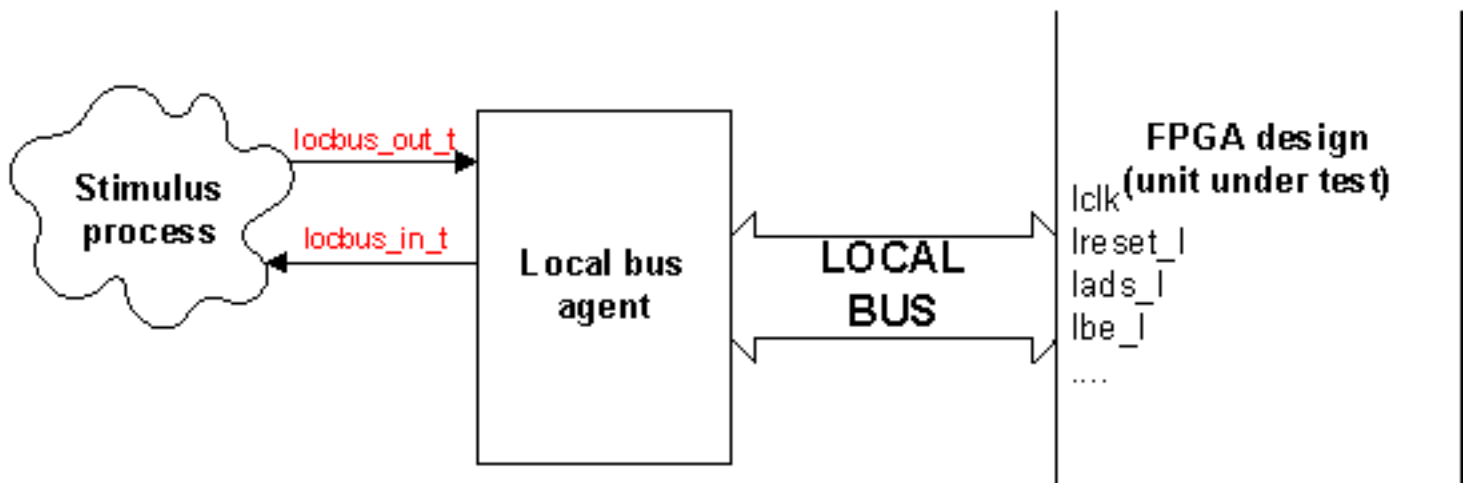 Stimulus
process
locbus_out_t
locbus_in_t
Local bus
agent
LOCAL
BUS
FPGA design
(unit under test)
lclk
lreset_l
lads_l
lbe_l
....